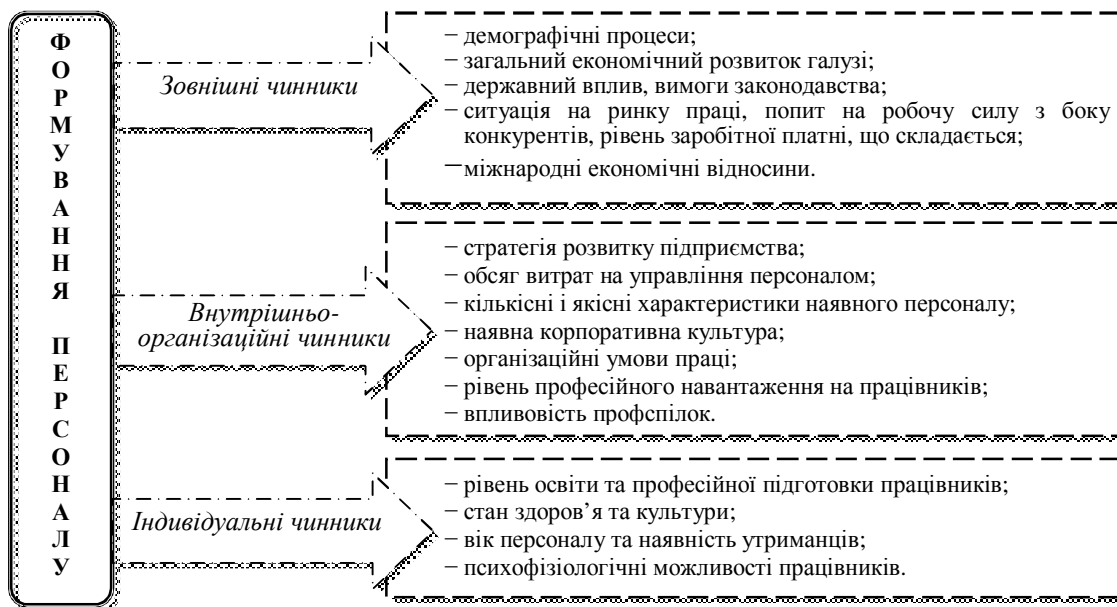 ФОРМУВАННЯ ПЕРСОНАЛУ
Зовнішні чинники
– демографічні процеси;
– загальний економічний розвиток галузі;
– державний вплив, вимоги законодавства;
– ситуація на ринку праці, попит на робочу силу з боку
конкурентів, рівень заробітної платні, що складається;
– міжнародні економічні відносини.
Внутрішньо-
організаційні чинники
– стратегія розвитку підприємства;
– обсяг витрат на управління персоналом;
– кількісні і якісні характеристики наявного персоналу;
– наявна корпоративна культура;
– організаційні умови праці;
– рівень професійного навантаження на працівників;
– впливовість профспілок.
Індивідуальні чинники
– рівень освіти та професійної підготовки працівників;
– стан здоров’я та культури;
– вік персоналу та наявність утриманців;
– психофізіологічні можливості працівників.